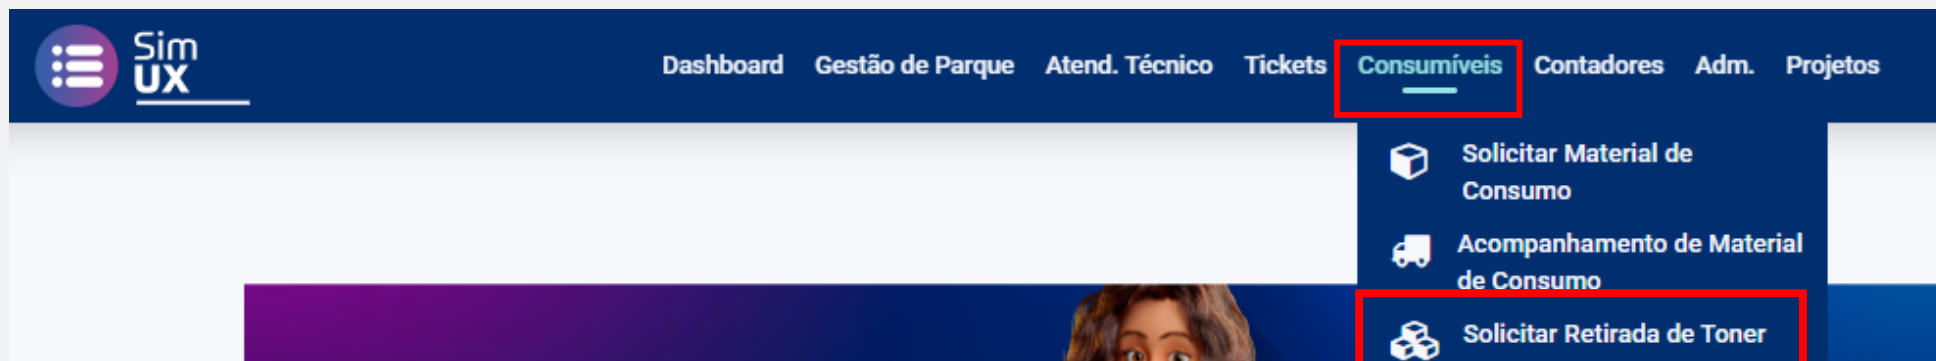 Sim
UX
Dashboard Gestão de Parque Atend. Técnico Tickets Consumíveis Contadores Adm. Projetos
Solicitar Material de
Consumo
Acompanhamento de Material
de Consumo
Solicitar Retirada de Toner